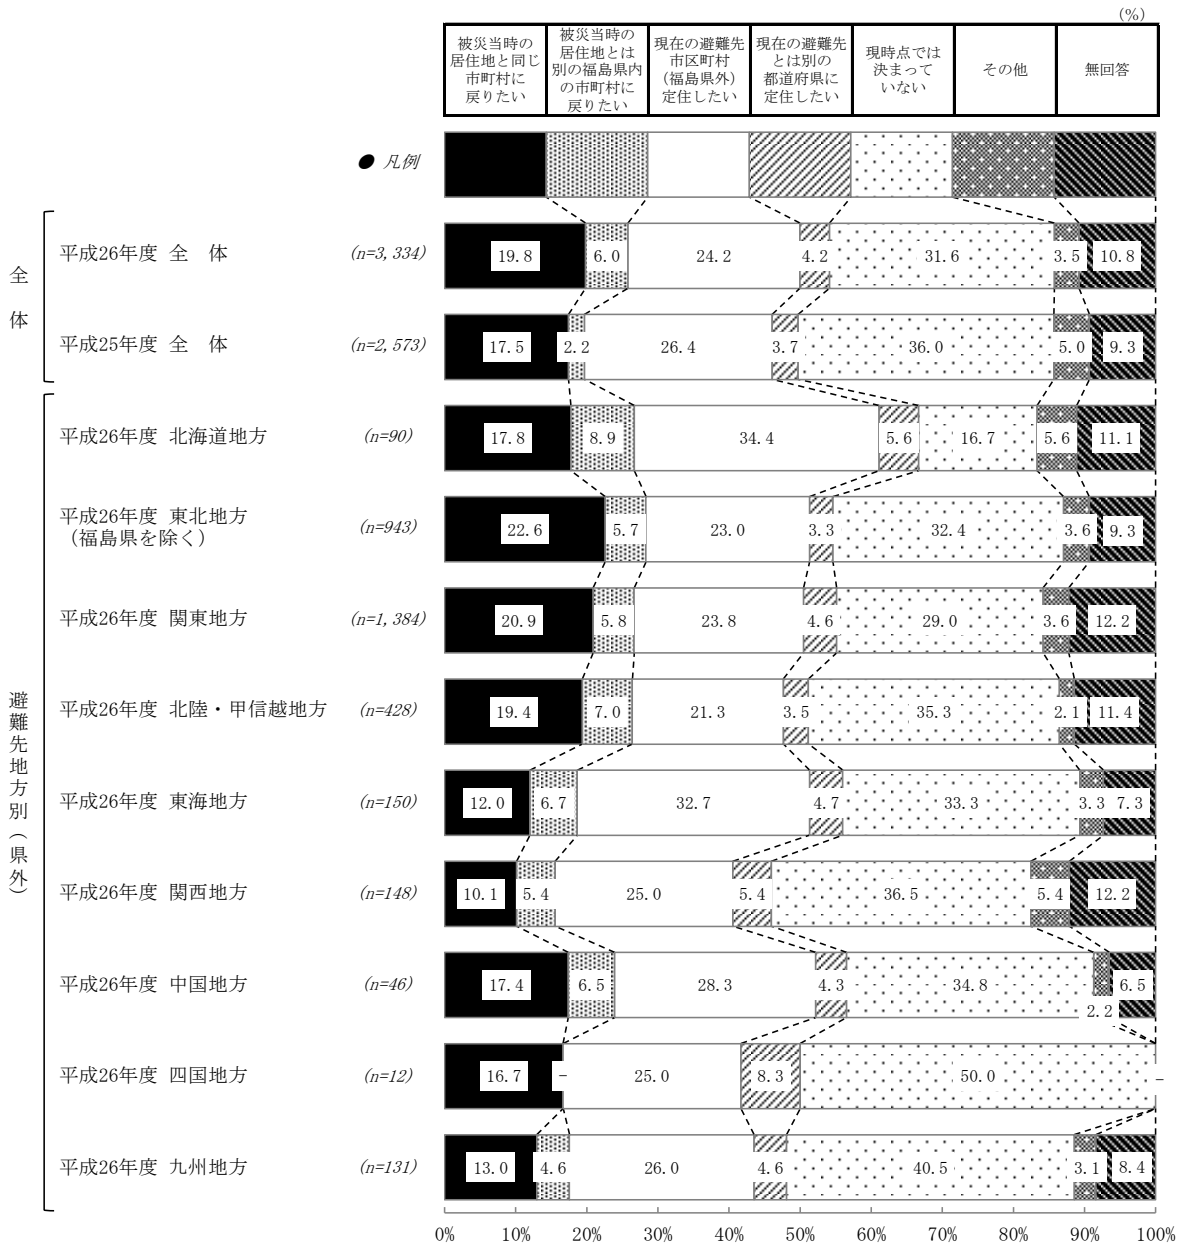 （%）
被災当時の
居住地と同じ
市町村に
戻りたい
被災当時の
居住地とは
別の福島県内
の市町村に
戻りたい
現在の避難先
市区町村
（福島県外）
定住したい
現在の避難先
とは別の
都道府県に
定住したい
現時点では
決まって
いない
その他
無回答
● 凡例
全 体
平成26年度 全 体 (n=3,334) 19.8 6.0 24.2 4.2 31.6 3.5 10.8
平成25年度 全 体 (n=2,573) 17.5 2.2 26.4 3.7 36.0 5.0 9.3
避難先地方別（県外）
平成26年度 北海道地方 (n=90) 17.8 8.9 34.4 5.6 16.7 5.6 11.1
平成26年度 東北地方
（福島県を除く） (n=943) 22.6 5.7 23.0 3.3 32.4 3.6 9.3
平成26年度 関東地方 (n=1,384) 20.9 5.8 23.8 4.6 29.0 3.6 12.2
平成26年度 北陸・甲信越地方 (n=428) 19.4 7.0 21.3 3.5 35.3 2.1 11.4
平成26年度 東海地方 (n=150) 12.0 6.7 32.7 4.7 33.3 3.3 7.3
平成26年度 関西地方 (n=148) 10.1 5.4 25.0 5.4 36.5 5.4 12.2
平成26年度 中国地方 (n=46) 17.4 6.5 28.3 4.3 34.8 2.2 6.5
平成26年度 四国地方 (n=12) 16.7 － 25.0 8.3 50.0 －
平成26年度 九州地方 (n=131) 13.0 4.6 26.0 4.6 40.5 3.1 8.4
0% 10% 20% 30% 40% 50% 60% 70% 80% 90% 100%